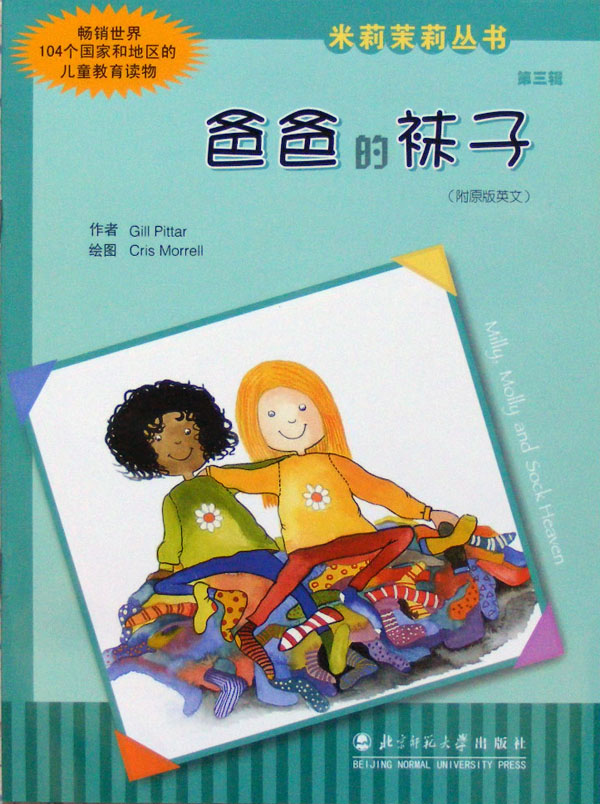 畅销世界
104个国家和地区的
儿童教育读物
米莉茉莉丛书
第三辑
爸爸的袜子
（附原版英文）
作者 Gill Pittar
绘图 Cris Morrell
Milly, Molly and Sock Heaven
北京师范大学出版社
BEIJING NORMAL UNIVERSITY PRESS